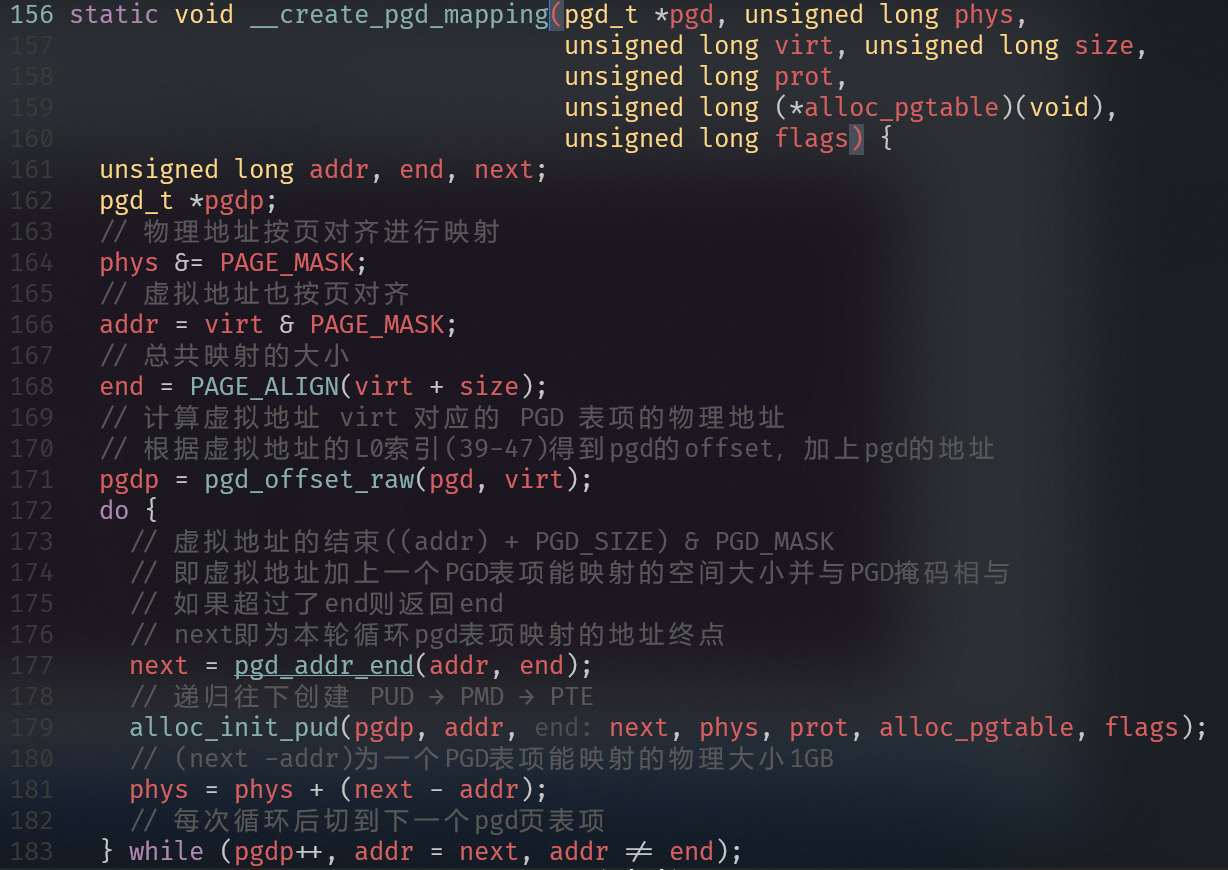 156 static void __create_pgd_mapping(pgd_t *pgd, unsigned long phys,
157 unsigned long virt, unsigned long size,
158 unsigned long prot,
159 unsigned long (*alloc_pgtable)(void),
160 unsigned long flags) {
161 unsigned long addr, end, next;
162 pgd_t *pgdp;
163 // 物理地址按页对齐进行映射
164 phys &= PAGE_MASK;
165 // 虚拟地址也按页对齐
166 addr = virt & PAGE_MASK;
167 // 总共映射的大小
168 end = PAGE_ALIGN(virt + size);
169 // 计算虚拟地址 virt 对应的 PGD 表项的物理地址
170 // 根据虚拟地址的L0索引(39-47)得到pgd的offset, 加上pgd的地址
171 pgdp = pgd_offset_raw(pgd, virt);
172 do {
173 // 虚拟地址的结束((addr) + PGD_SIZE) & PGD_MASK
174 // 即虚拟地址加上一个PGD表项能映射的空间大小并与PGD掩码相与
175 // 如果超过了end则返回end
176 // next即为本轮循环pgd表项映射的地址终点
177 next = pgd_addr_end(addr, end);
178 // 递归往下创建 PUD → PMD → PTE
179 alloc_init_pud(pgdp, addr, end: next, phys, prot, alloc_pgtable, flags);
180 // (next -addr)为一个PGD表项能映射的物理大小1GB
181 phys = phys + (next - addr);
182 // 每次循环后切到下一个pgd页表项
183 } while (pgdp++, addr = next, addr ≠ end);